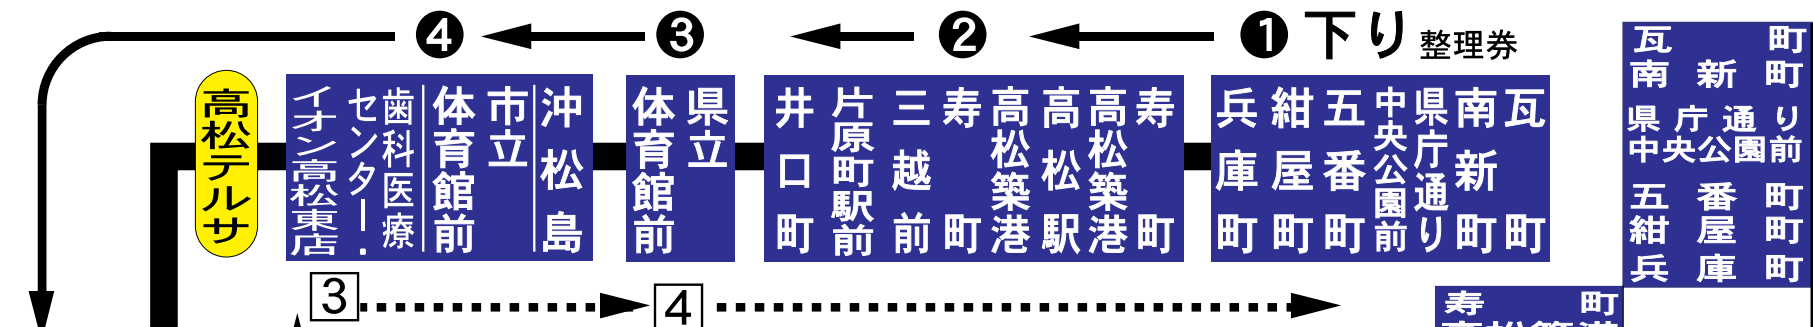 ❹
❸
❷
❶下り 整理券
瓦町
南新町
県庁通り
中央公園前
五番町
紺屋町
兵庫町
寿町
高松築港
高松駅
高松築港
寿町
三越前
片原町駅前
井口町
県立
体育館前
沖松島
市立
体育館前
歯科医療
センター・
イオン高松東店
高松テルサ
瓦町
南新町
県庁通り
中央公園前
五番町
紺屋町
兵庫町
寿町
高松築港
3
4